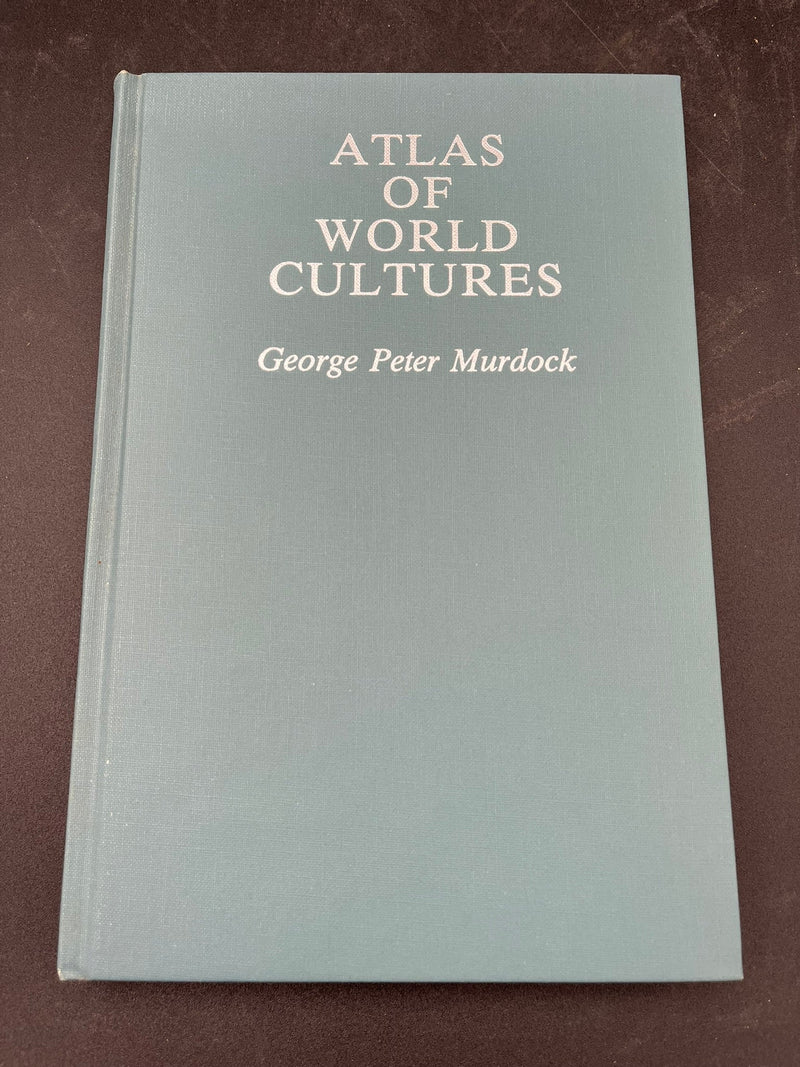 ATLAS
OF
WORLD
CULTURES
George Peter Murdock